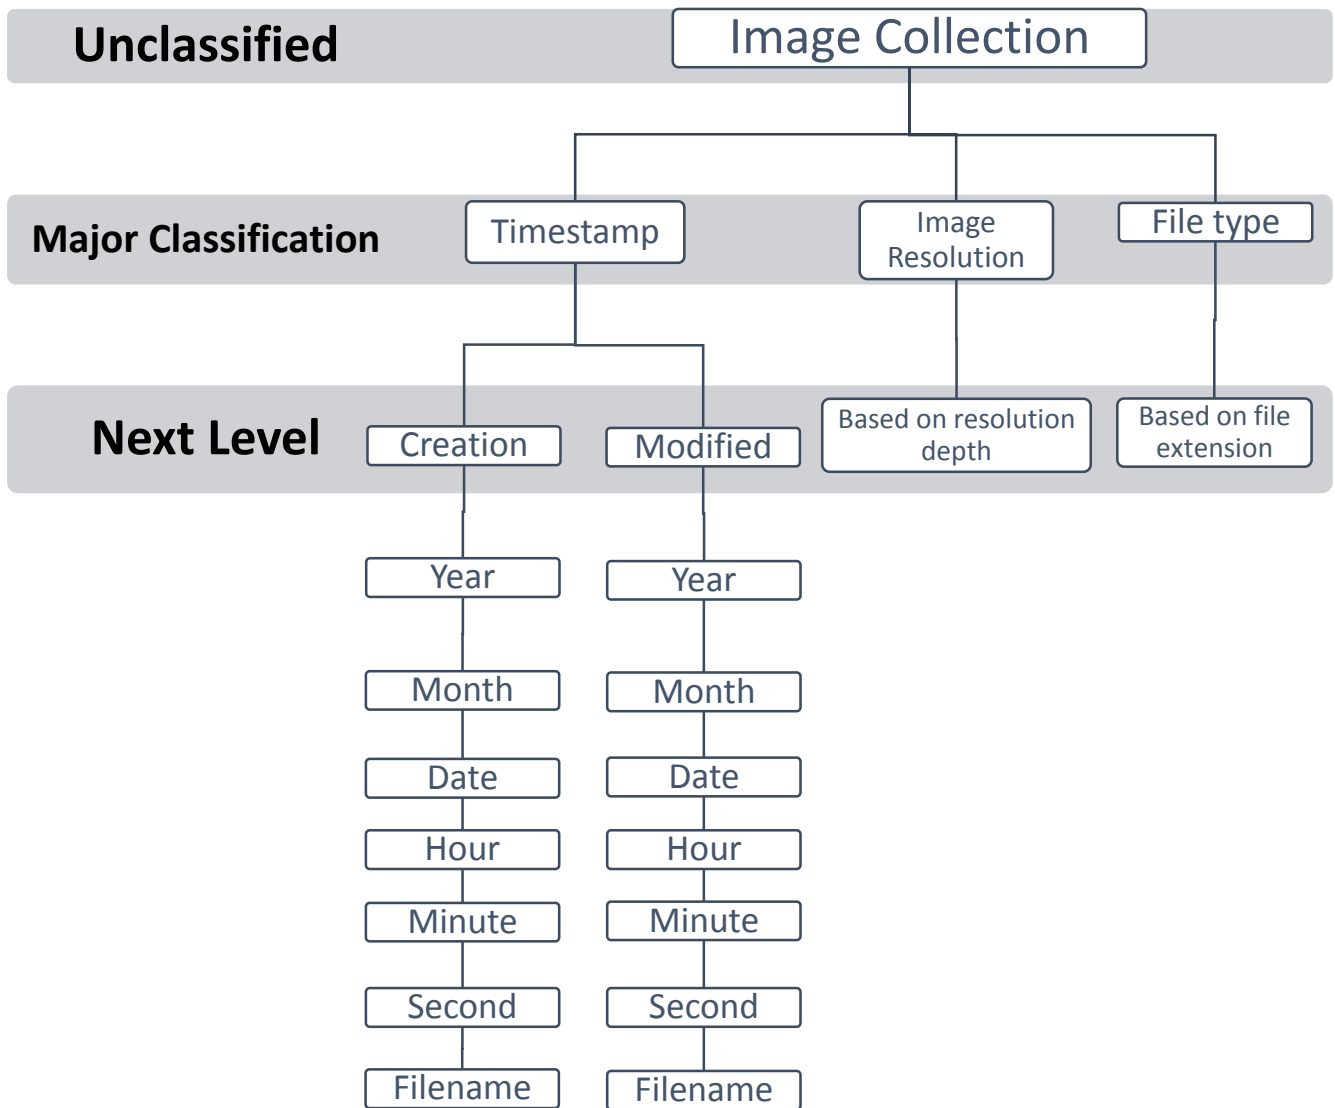 Unclassified
Image Collection
Major Classification
Timestamp
Image
Resolution
File type
Next Level
Creation
Modified
Based on resolution
depth
Based on file
extension
Year
Year
Month
Month
Date
Date
Hour
Hour
Minute
Minute
Second
Second
Filename
Filename